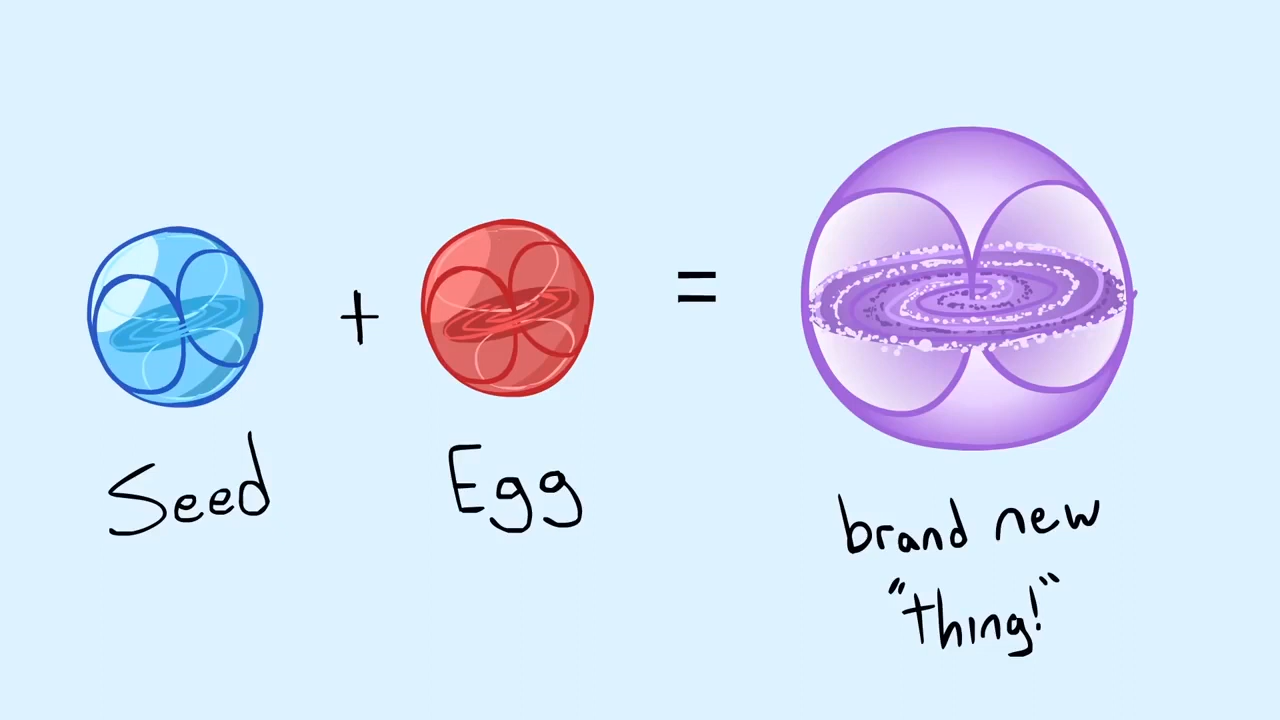 +
=
Seed
Egg
brand new
"thing!"